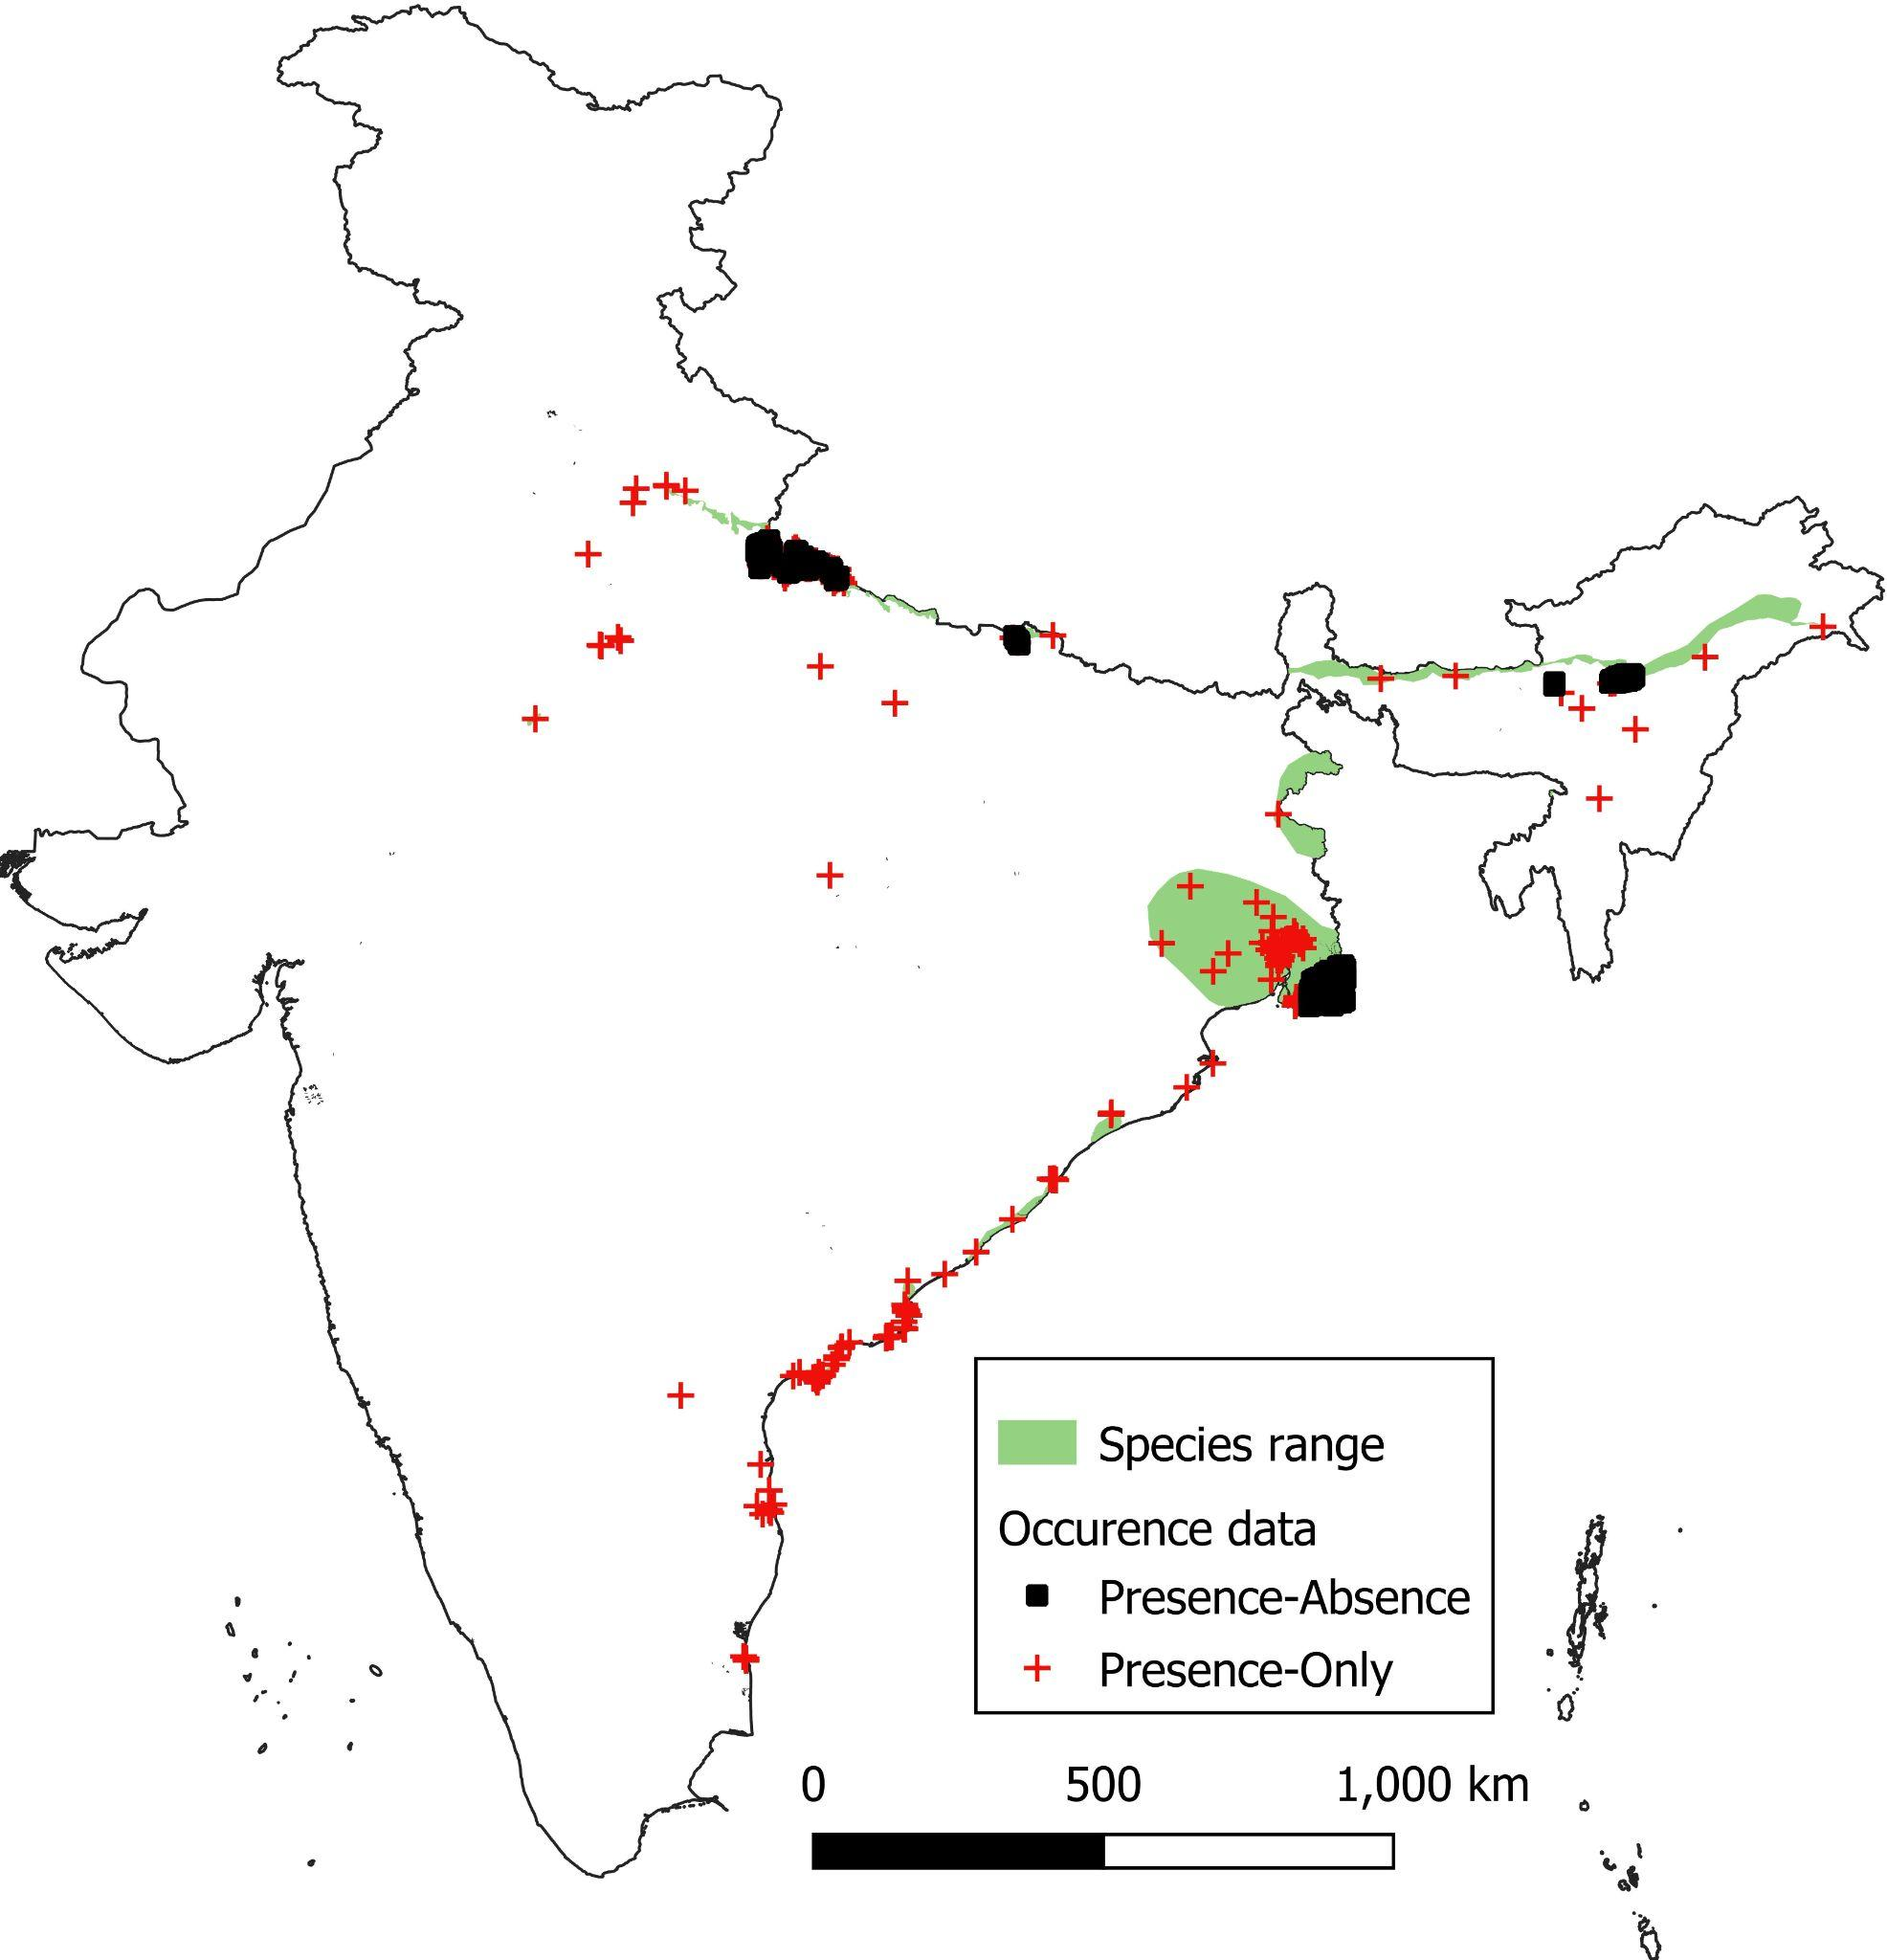 Species range
Occurence data
Presence-Absence
Presence-Only
0 500 1,000 km